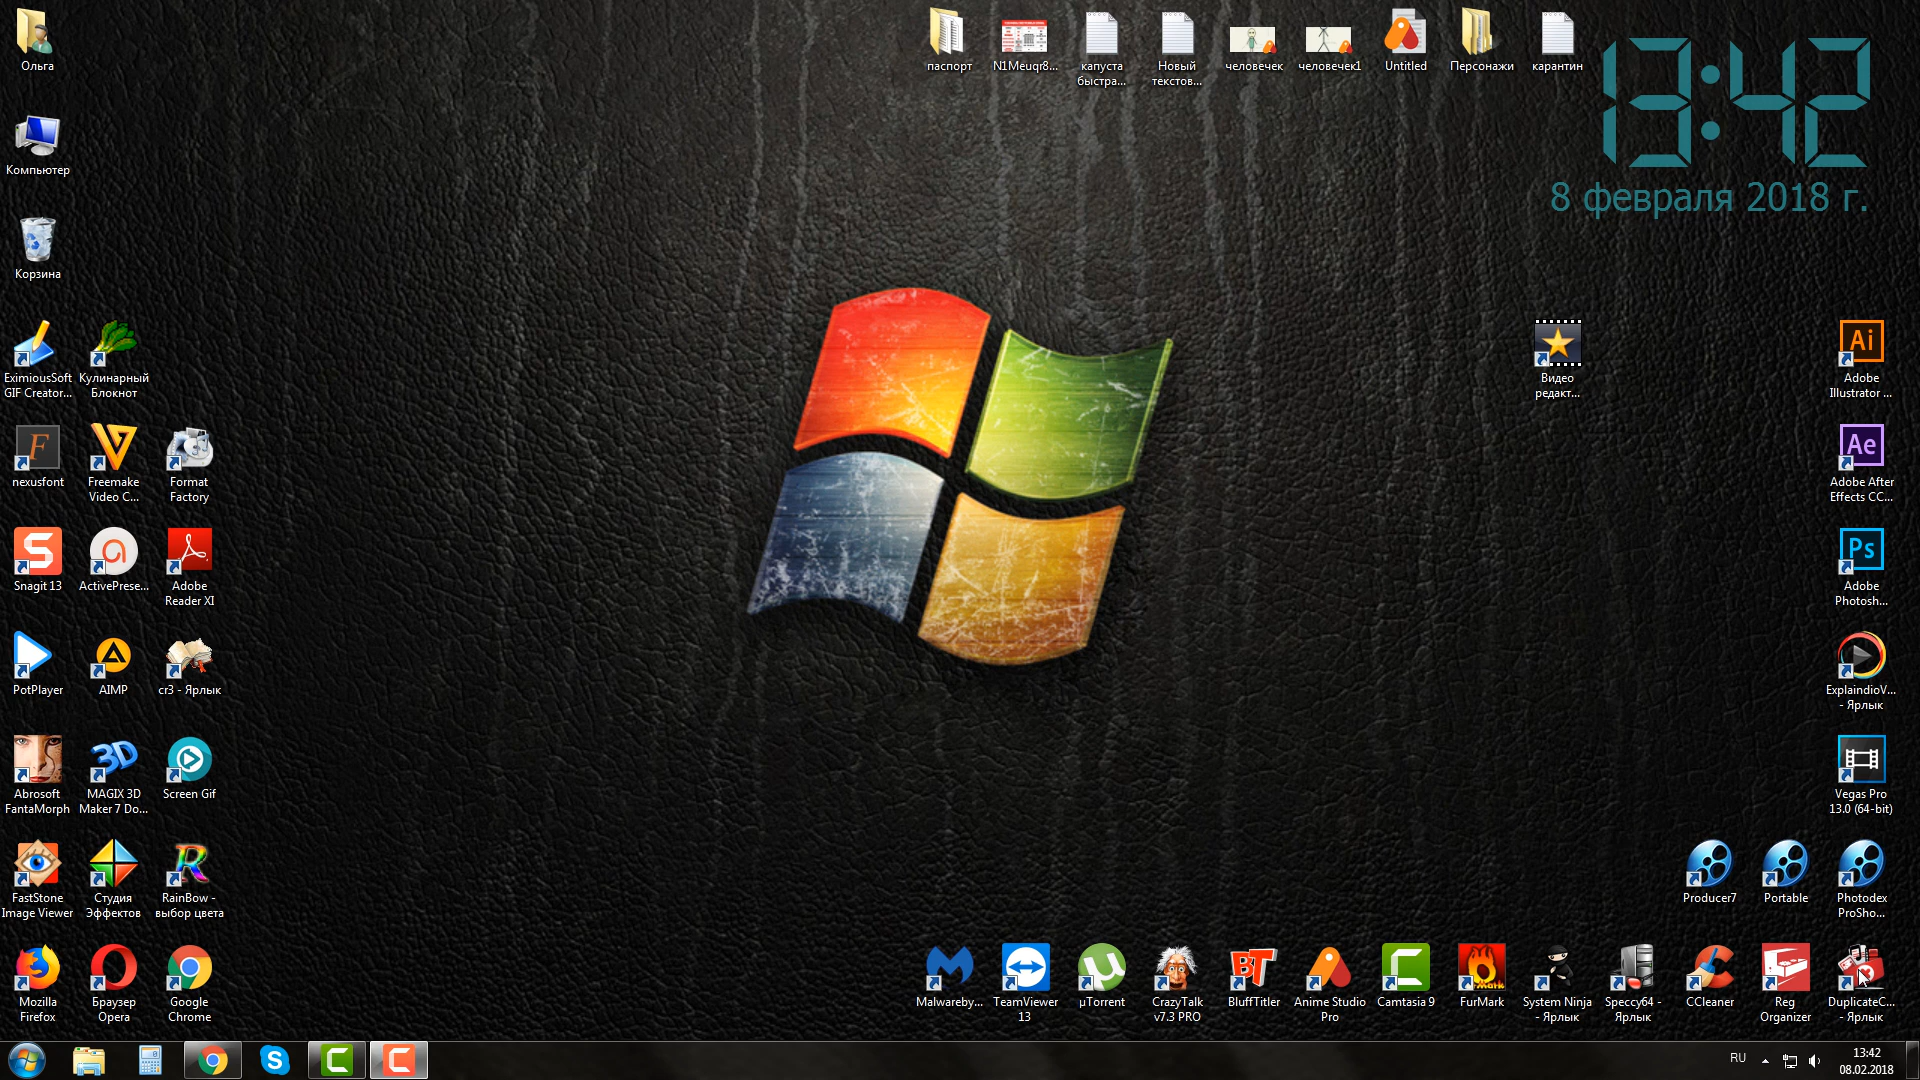 Ольга
паспорт
N1Meuqr8...
капуста
быстра...
Новый
текстов...
человечек
человечек1
Untitled
Персонажи
карантин
13:42
8 февраля 2018 г.
Компьютер
Корзина
EximiousSoft
GIF Creator...
Кулинарный
Блокнот
Видео
редакт...
Ai
Adobe
Illustrator ...
F
nexusfont
Freemake
Video C...
Format
Factory
Ae
Adobe After
Effects CC...
Snagit 13
ActivePrese...
Adobe
Reader XI
Ps
Adobe
Photosh...
PotPlayer
AIMP
cr3 - Ярлык
ExplaindioV...
- Ярлык
Abrosoft
FantaMorph
3D
MAGIX 3D
Maker 7 Do...
Screen Gif
Vegas Pro
13.0 (64-bit)
FastStone
Image Viewer
Студия
Эффектов
R
RainBow -
выбор цвета
Producer7
Portable
Photodex
ProSho...
Mozilla
Firefox
Браузер
Opera
Google
Chrome
Malwareby...
TeamViewer
13
µTorrent
CrazyTalk
v7.3 PRO
BT
BluffTitler
Anime Studio
Pro
Camtasia 9
FurMark
System Ninja
- Ярлык
Speccy64 -
Ярлык
CCleaner
Reg
Organizer
DuplicateC...
- Ярлык
RU
13:42
08.02.2018